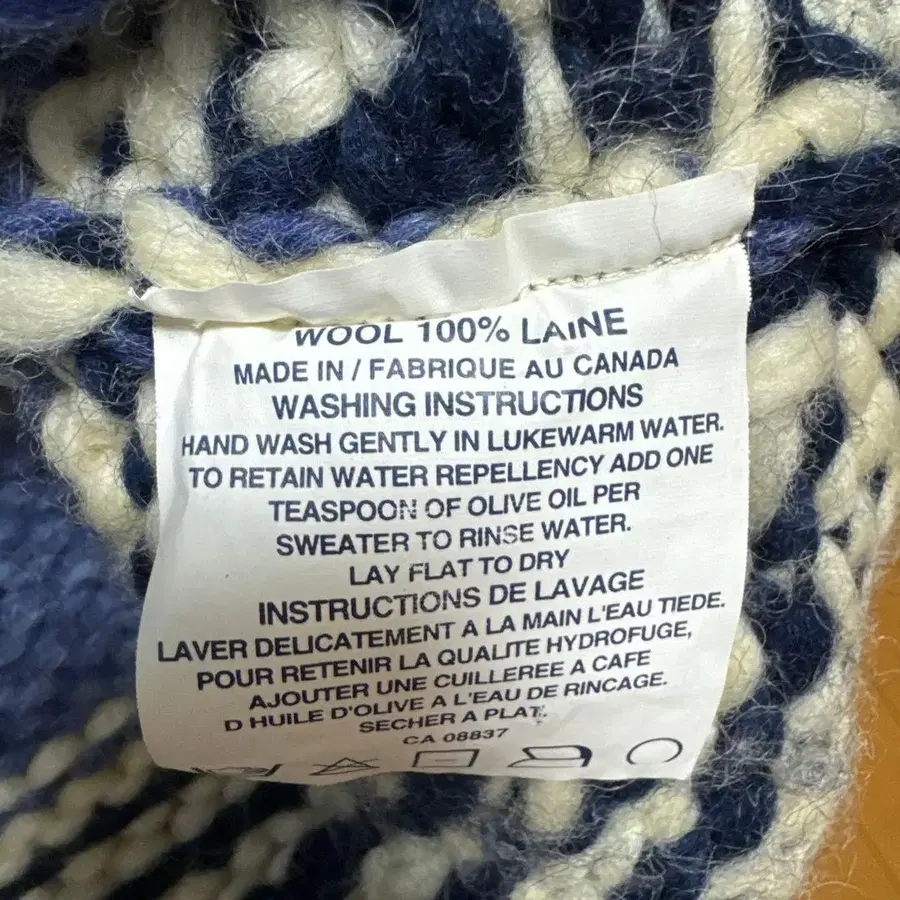 WOOL 100% LAINE
MADE IN / FABRIQUE AU CANADA
WASHING INSTRUCTIONS
HAND WASH GENTLY IN LUKEWARM WATER.
TO RETAIN WATER REPELLENCY ADD ONE
TEASPOON OF OLIVE OIL PER
SWEATER TO RINSE WATER.
LAY FLAT TO DRY
INSTRUCTIONS DE LAVAGE
LAVER DELICATEMENT A LA MAIN L'EAU TIEDE.
POUR RETENIR LA QUALITE HYDROFUGE,
AJOUTER UNE CUILLEREE A CAFE
D HUILE D'OLIVE A L'EAU DE RINCAGE.
SECHER A PLAT.
CA 08837